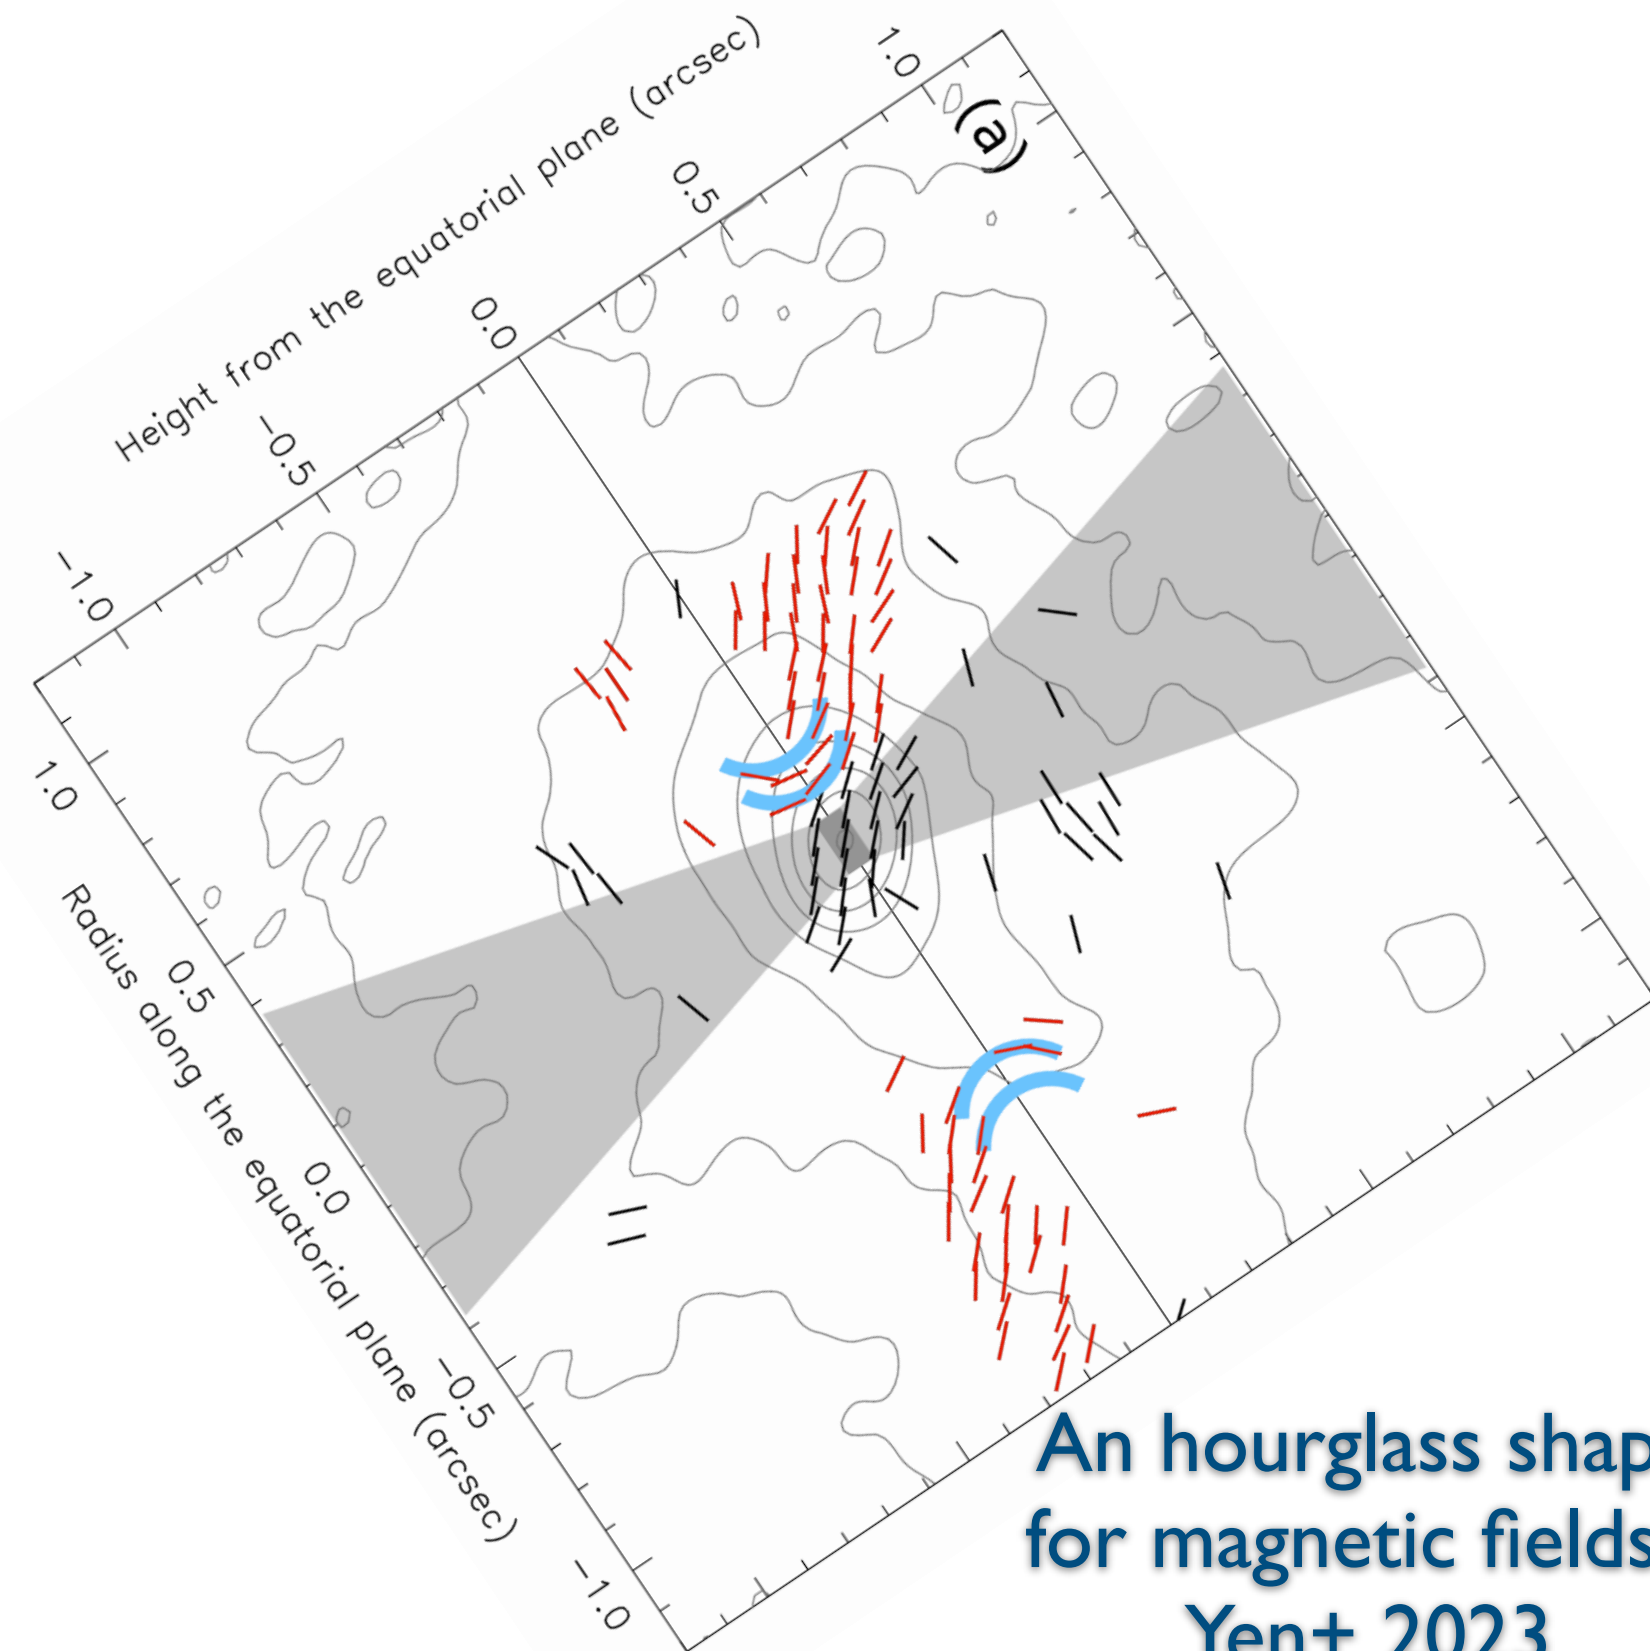 Height from the equatorial plane (arcsec)
1.0
0.5
0.0
−0.5
−1.0
(a)
1.0
0.5
0.0
−0.5
−1.0
Radius along the equatorial plane (arcsec)
An hourglass shap
for magnetic fields
Yen+ 2023